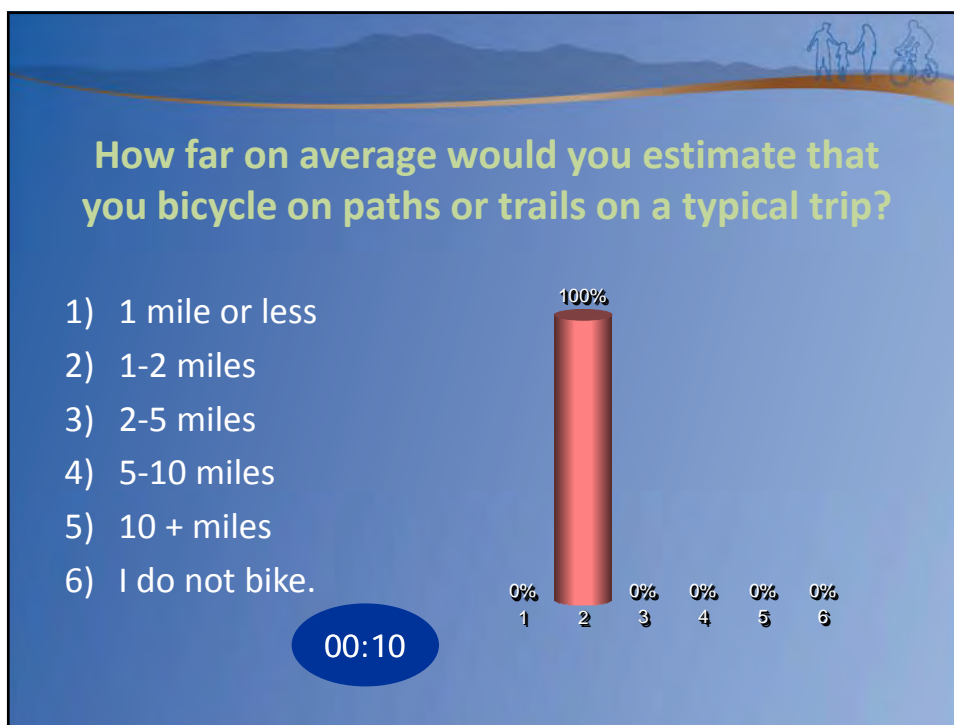 How far on average would you estimate that
you bicycle on paths or trails on a typical trip?
1) 1 mile or less
2) 1-2 miles
3) 2-5 miles
4) 5-10 miles
5) 10 + miles
6) I do not bike.
00:10
100%
0% 0% 0% 0% 0%
1 2 3 4 5 6